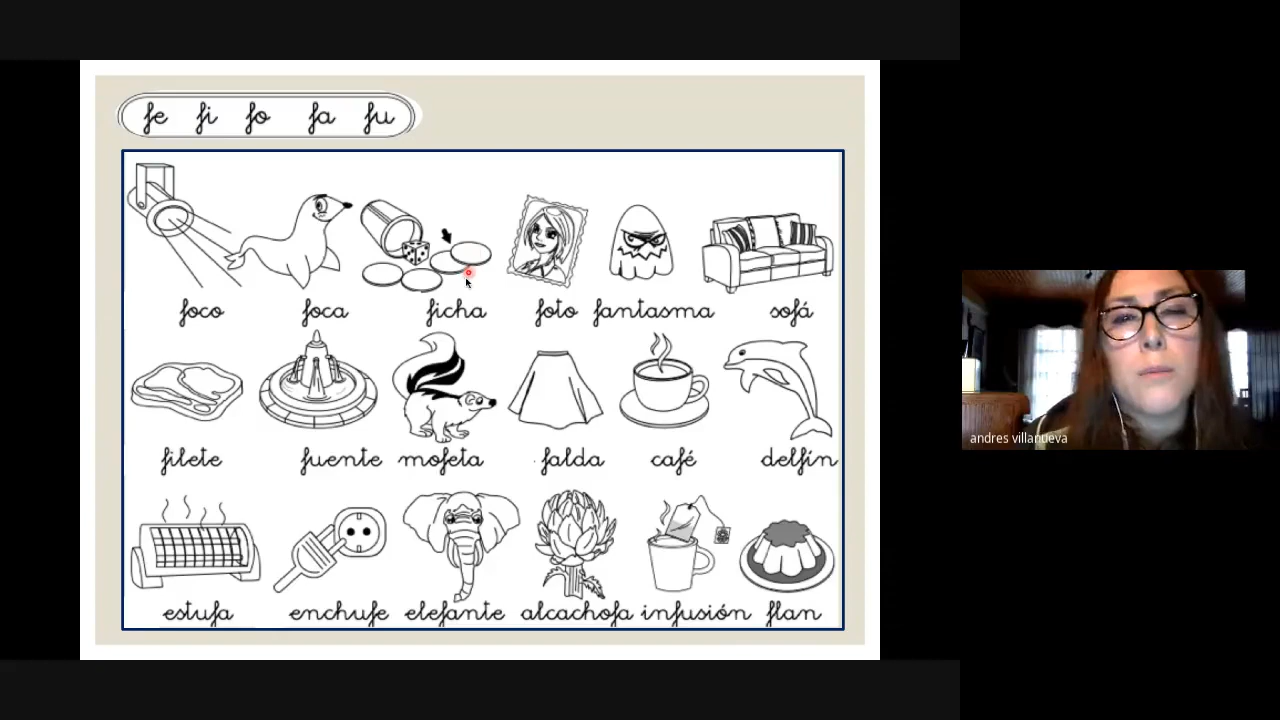 fe fi fo fa fu
foco foca ficha foto fantasma sofá
filete fuente mofeta falda café delfín
estufa enchufe elefante alcachofa infusión flan
andres villanueva